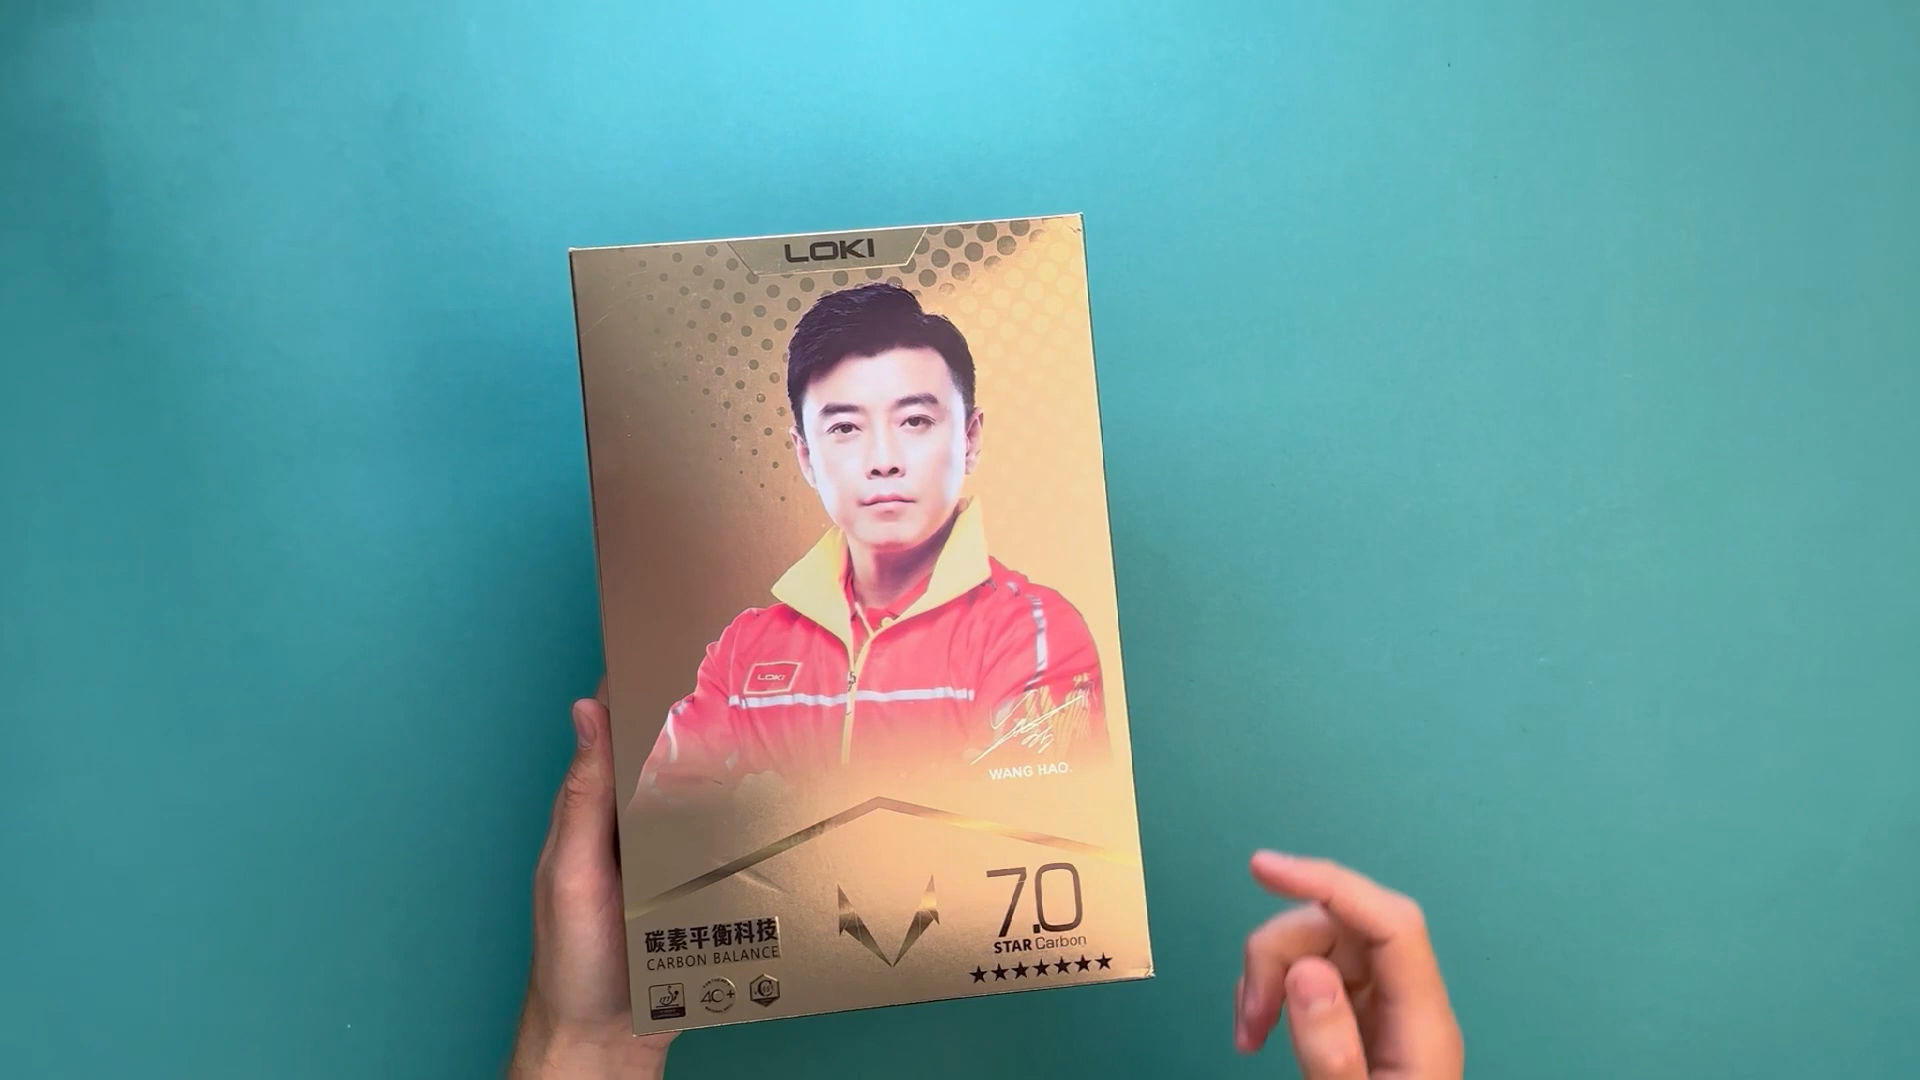 LOKI
LOKI
WANG HAO.
7.0
STAR Carbon
碳素平衡科技
CARBON BALANCE
40+